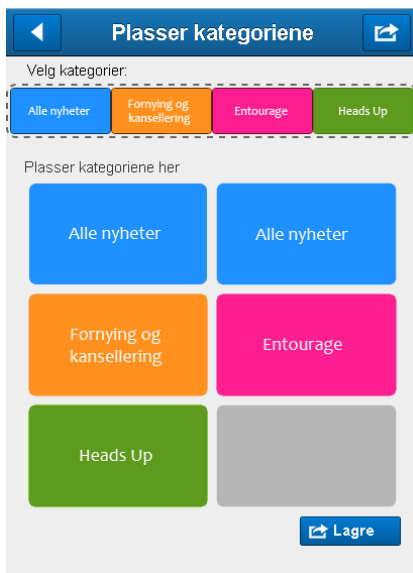 Plasser kategoriene
Velg kategorier:
Alle nyheter
Fornying og
kansellering
Entourage
Heads Up
Plasser kategoriene her
Alle nyheter
Alle nyheter
Fornying og
kansellering
Entourage
Heads Up
Lagre